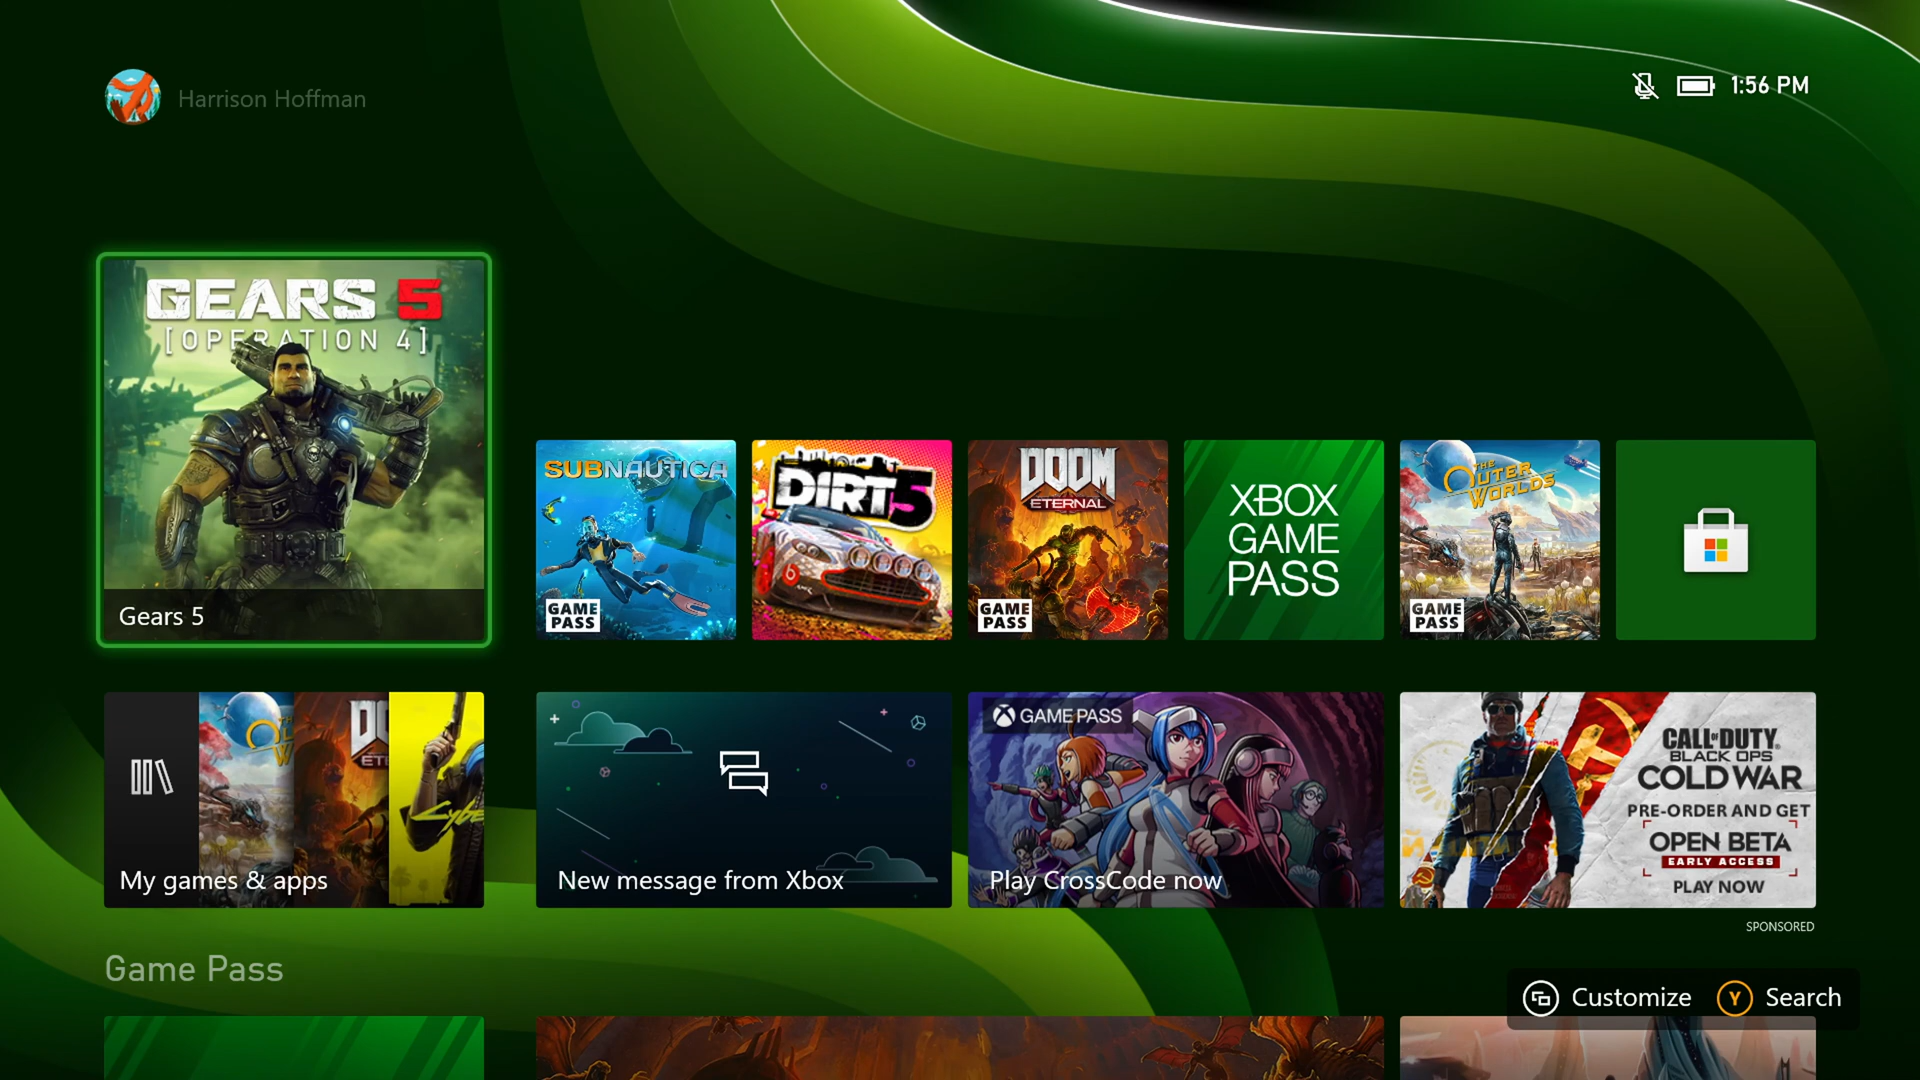 Harrison Hoffman
1:56 PM
GEARS 5
[OPERATION 4]
Gears 5
SUBNAUTICA
GAME
PASS
DIRT 5
DOOM
ETERNAL
GAME
PASS
XBOX
GAME
PASS
THE
OUTER
WORLDS
GAME
PASS
My games & apps
New message from Xbox
GAME PASS
Play CrossCode now
CALL OF DUTY
BLACK OPS
COLD WAR
PRE-ORDER AND GET
OPEN BETA
EARLY ACCESS
PLAY NOW
SPONSORED
Game Pass
Customize
Y
Search